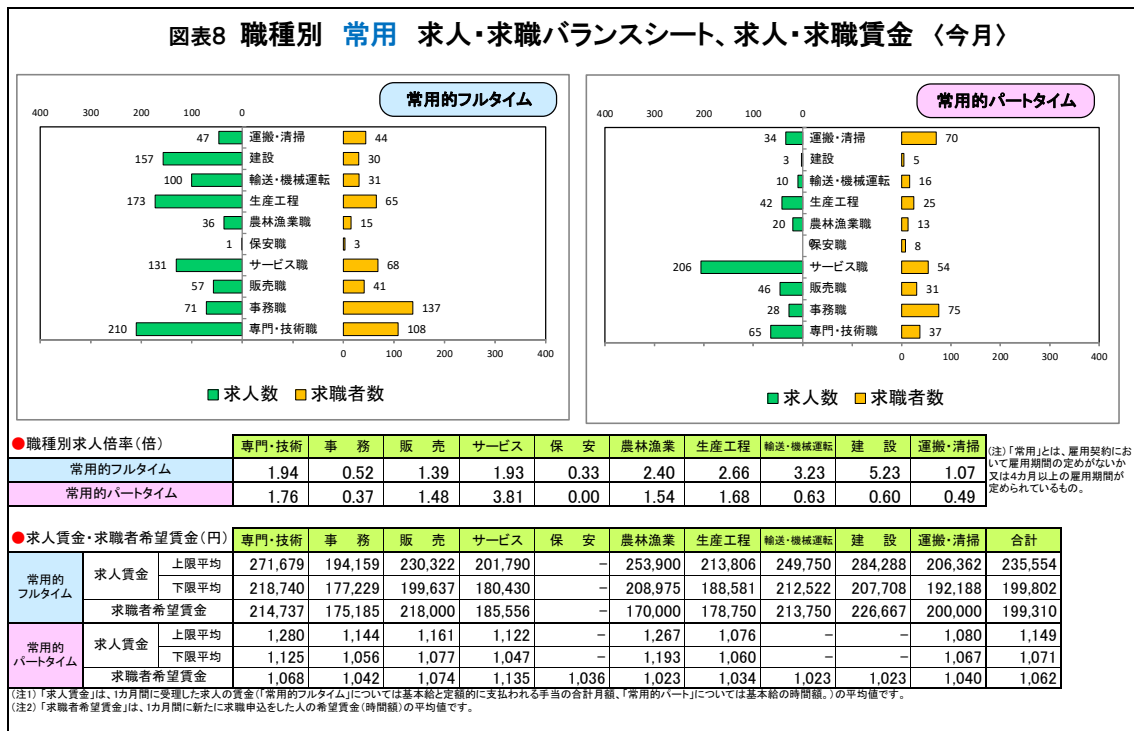 図表8 職種別 常用 求人・求職バランスシート、求人・求職賃金 〈今月〉
常用的フルタイム
400 300 200 100 0
47 運搬・清掃 44
157 建設 30
100 輸送・機械運転 31
173 生産工程 65
36 農林漁業職 15
1 保安職 3
131 サービス職 68
57 販売職 41
71 事務職 137
210 専門・技術職 108
0 100 200 300 400
求人数 求職者数
常用的パートタイム
400 300 200 100 0
34 運搬・清掃 70
3 建設 5
10 輸送・機械運転 16
42 生産工程 25
20 農林漁業職 13
0 保安職 8
206 サービス職 54
46 販売職 31
28 事務職 75
65 専門・技術職 37
0 100 200 300 400
求人数 求職者数
●職種別求人倍率(倍) 専門・技術 事務 販売 サービス 保安 農林漁業 生産工程 輸送・機械運転 建設 運搬・清掃
常用的フルタイム 1.94 0.52 1.39 1.93 0.33 2.40 2.66 3.23 5.23 1.07
常用的パートタイム 1.76 0.37 1.48 3.81 0.00 1.54 1.68 0.63 0.60 0.49
(注)「常用」とは、雇用契約にお
いて雇用期間の定めがないか
又は4カ月以上の雇用期間が
定められているもの。
●求人賃金・求職者希望賃金(円) 専門・技術 事務 販売 サービス 保安 農林漁業 生産工程 輸送・機械運転 建設 運搬・清掃 合計
常用的
フルタイム
求人賃金
上限平均 271,679 194,159 230,322 201,790 － 253,900 213,806 249,750 284,288 206,362 235,554
下限平均 218,740 177,229 199,637 180,430 － 208,975 188,581 212,522 207,708 192,188 199,802
求職者希望賃金 214,737 175,185 218,000 185,556 170,000 178,750 213,750 226,667 200,000 199,310
常用的
パートタイム
求人賃金
上限平均 1,280 1,144 1,161 1,122 － 1,267 1,076 － － 1,080 1,149
下限平均 1,125 1,056 1,077 1,047 － 1,193 1,060 － － 1,067 1,071
求職者希望賃金 1,068 1,042 1,074 1,135 1,036 1,023 1,034 1,023 1,023 1,040 1,062
(注1)「求人賃金」は、1カ月間に受理した求人の賃金(「常用的フルタイム」については基本給と定額的に支払われる手当の合計月額、「常用的パート」については基本給の時間額。)の平均値です。
(注2)「求職者希望賃金」は、1カ月間に新たに求職申込をした人の希望賃金(時間額)の平均値です。